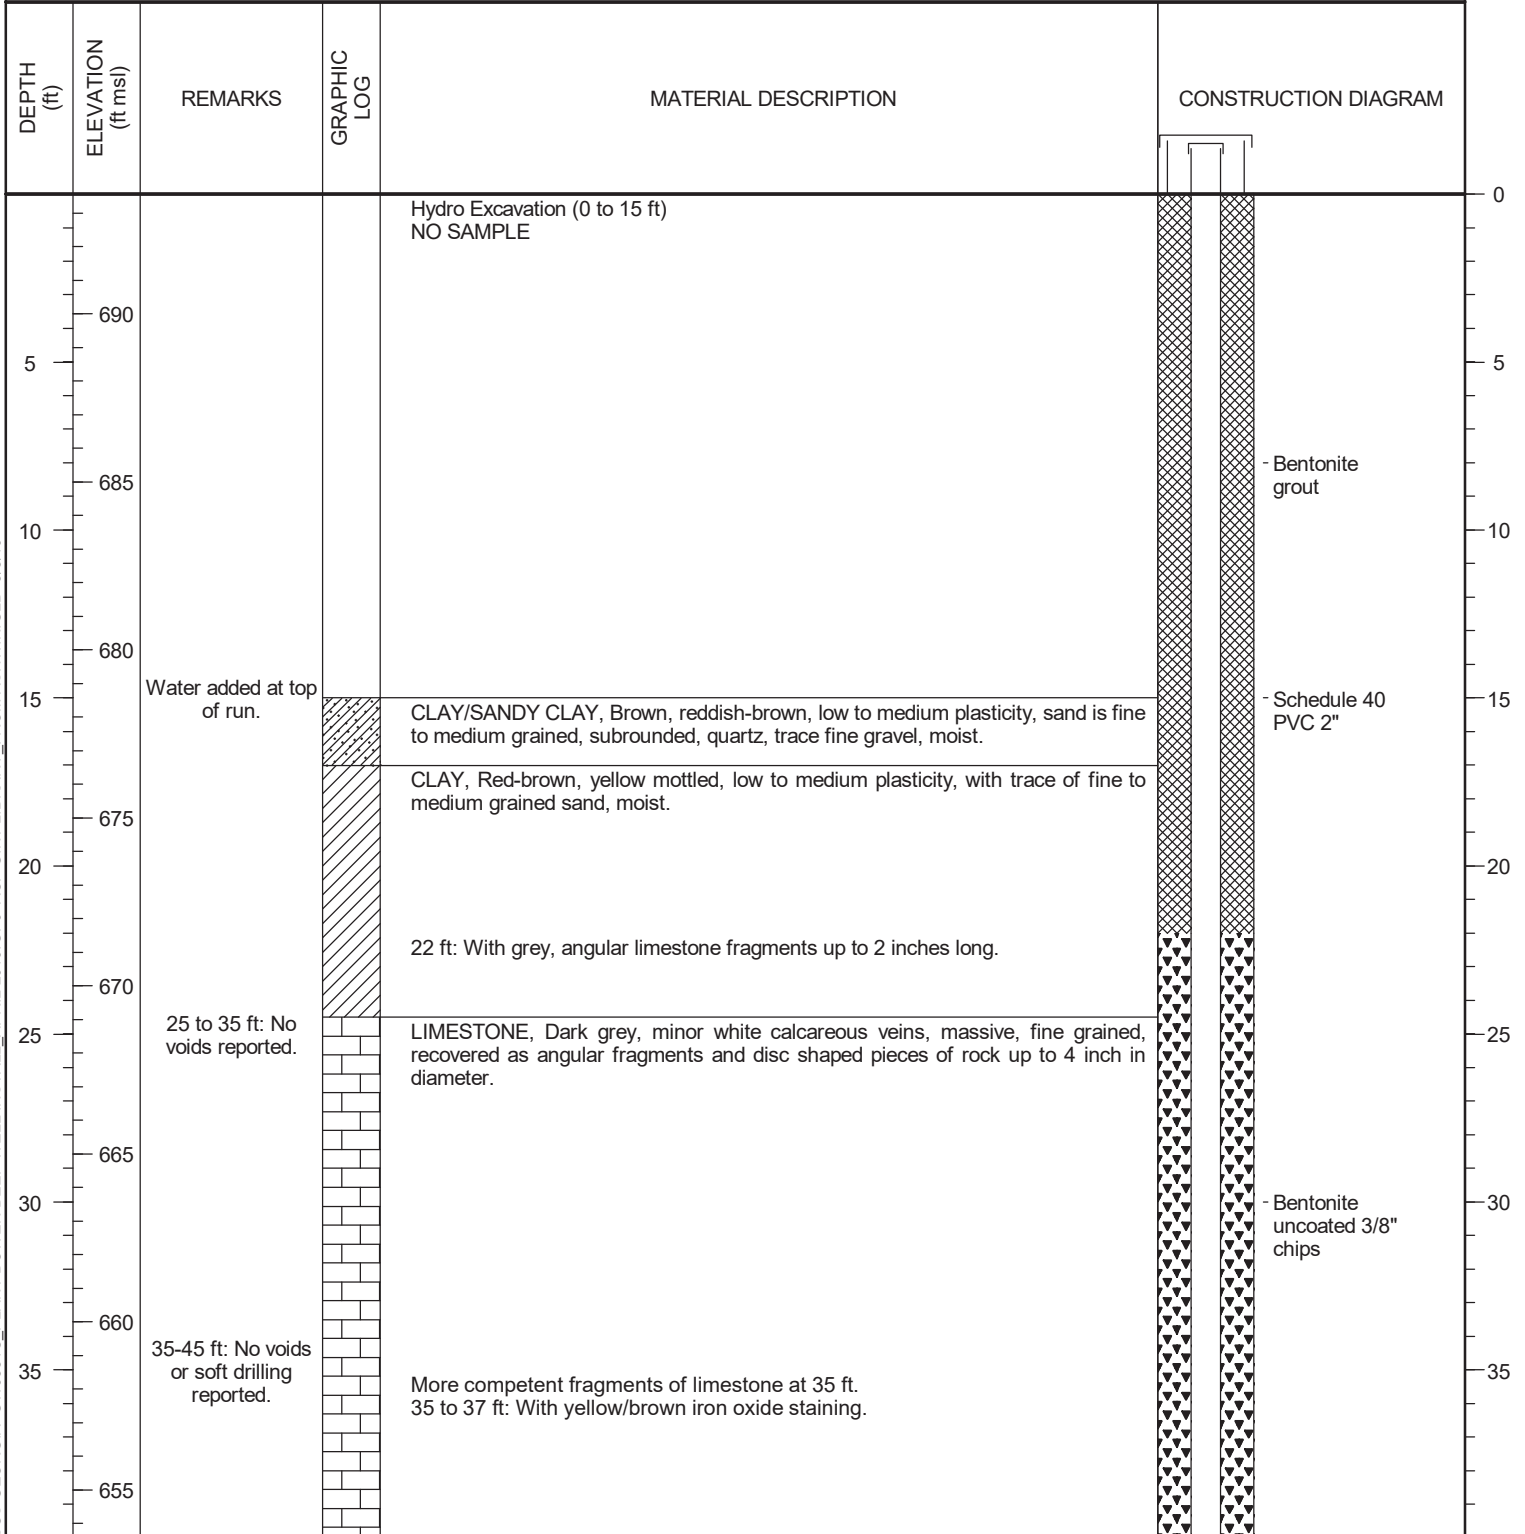 DEPTH
(ft)
ELEVATION
(ft msl)
REMARKS
GRAPHIC
LOG
MATERIAL DESCRIPTION
CONSTRUCTION DIAGRAM
0
Hydro Excavation (0 to 15 ft)
NO SAMPLE
690
5
5
Bentonite
grout
685
10
10
680
Water added at top
of run.
15
15
Schedule 40
PVC 2"
CLAY/SANDY CLAY, Brown, reddish-brown, low to medium plasticity, sand is fine
to medium grained, subrounded, quartz, trace fine gravel, moist.
CLAY, Red-brown, yellow mottled, low to medium plasticity, with trace of fine to
medium grained sand, moist.
675
20
20
22 ft: With grey, angular limestone fragments up to 2 inches long.
670
25 to 35 ft: No
voids reported.
25
25
LIMESTONE, Dark grey, minor white calcareous veins, massive, fine grained,
recovered as angular fragments and disc shaped pieces of rock up to 4 inch in
diameter.
665
30
30
Bentonite
uncoated 3/8"
chips
660
35-45 ft: No voids
or soft drilling
reported.
35
35
More competent fragments of limestone at 35 ft.
35 to 37 ft: With yellow/brown iron oxide staining.
655